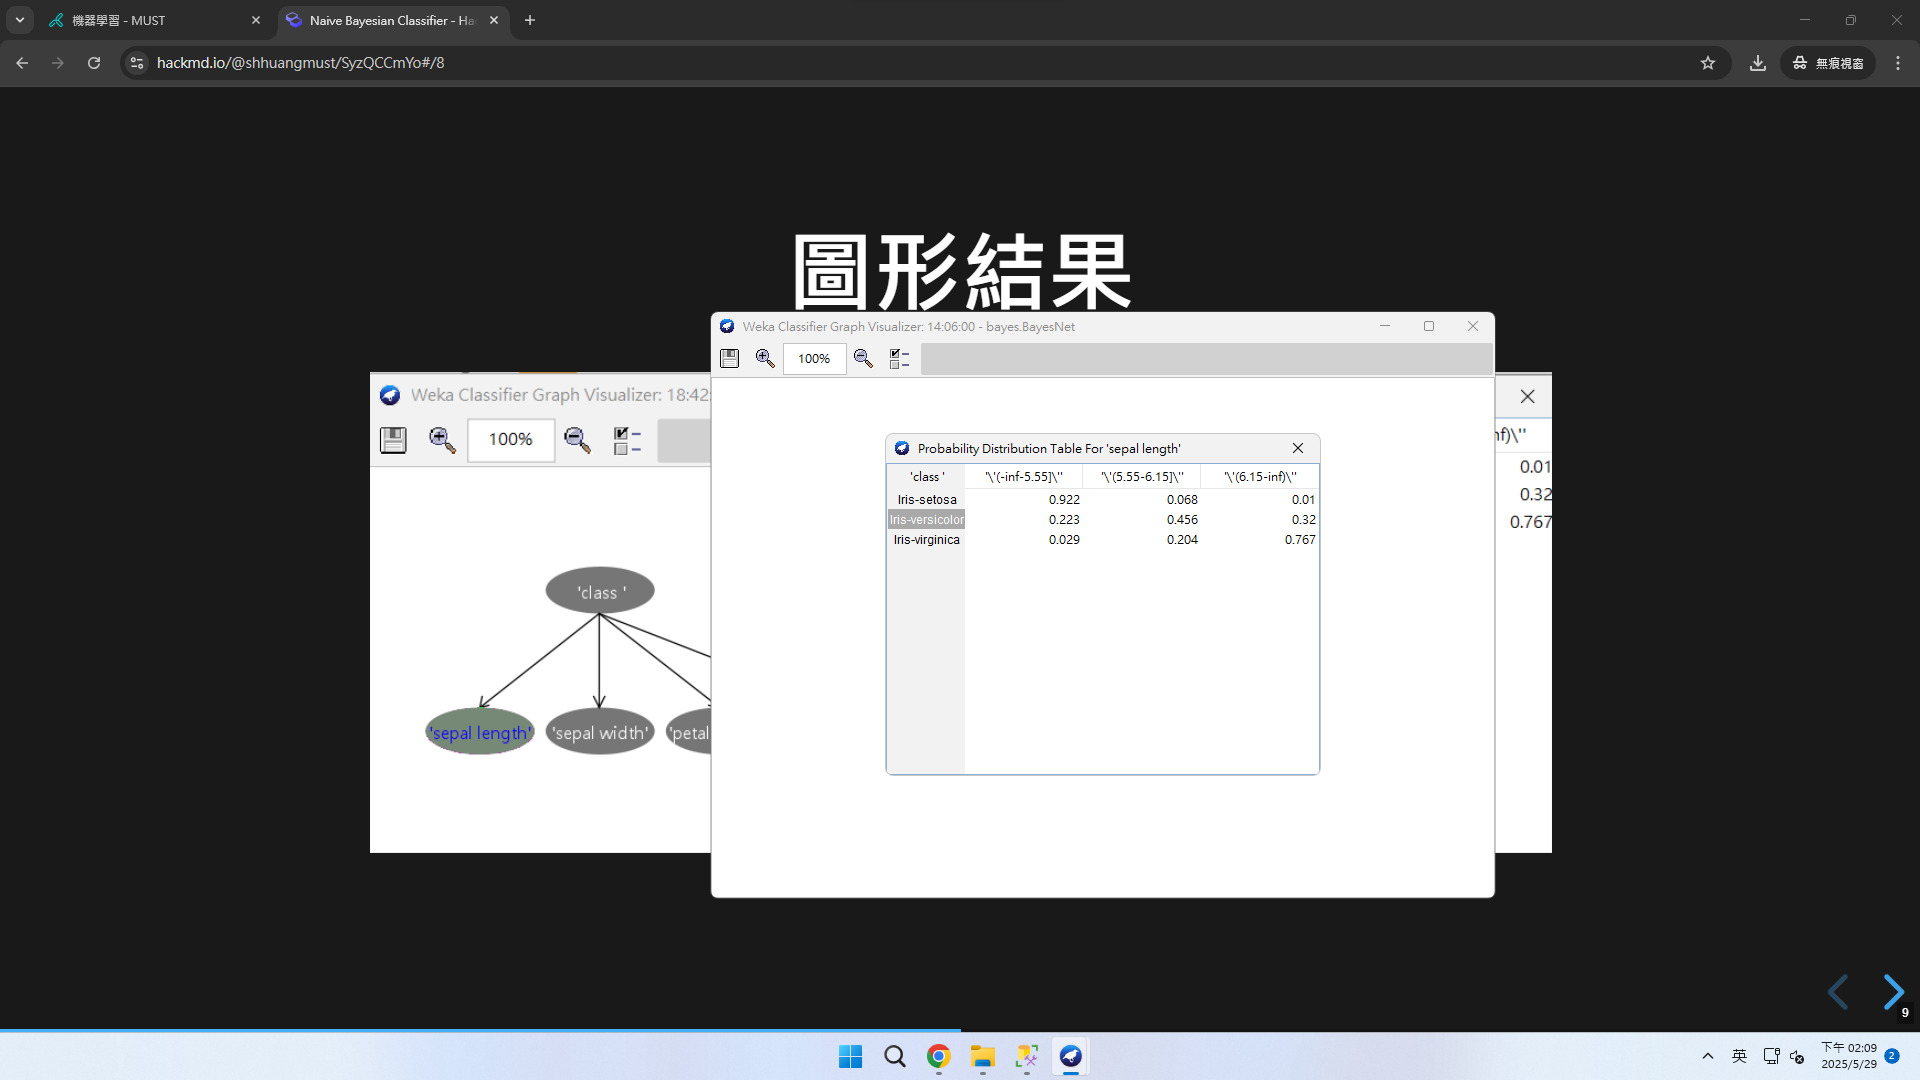 機器學習 - MUST
Naive Bayesian Classifier - Ha
hackmd.io/@shhuangmust/SyzQCCmYo#/8
無痕視窗
圖形結果
Weka Classifier Graph Visualizer: 14:06:00 - bayes.BayesNet
100%
Weka Classifier Graph Visualizer: 18:42:
100%
Probability Distribution Table For 'sepal length'
'class ' '\'(-inf-5.55]\'' '\'(5.55-6.15]\'' '\'(6.15-inf)\''
Iris-setosa 0.922 0.068 0.01
Iris-versicolor 0.223 0.456 0.32
Iris-virginica 0.029 0.204 0.767
nf)\''
0.01
0.32
0.767
'class '
'sepal length' 'sepal width' 'petal
9
英
下午 02:09
2025/5/29
2